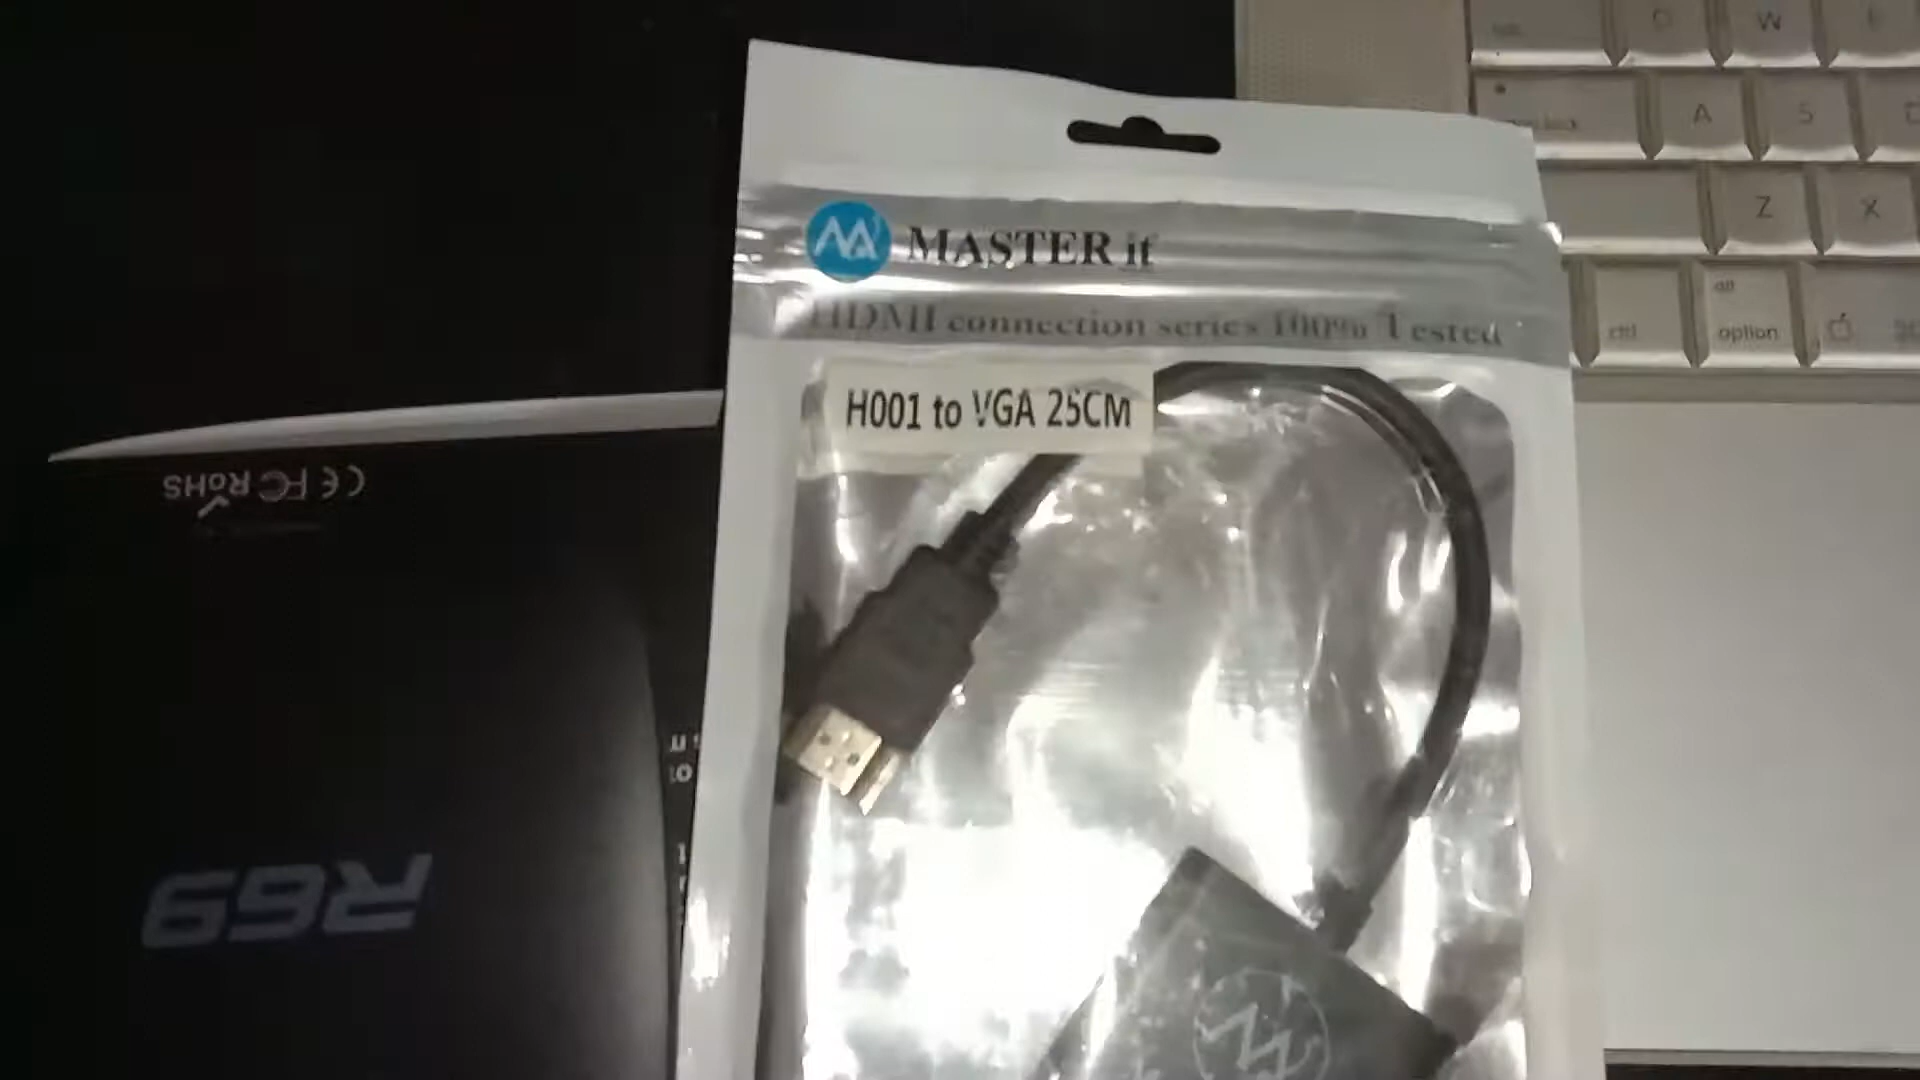 MASTER it
HDMI connection series 100% Tested
H001 to VGA 25CM
CE FC RoHS
R69
Q W E
A S D
Z X
ctrl
alt
option